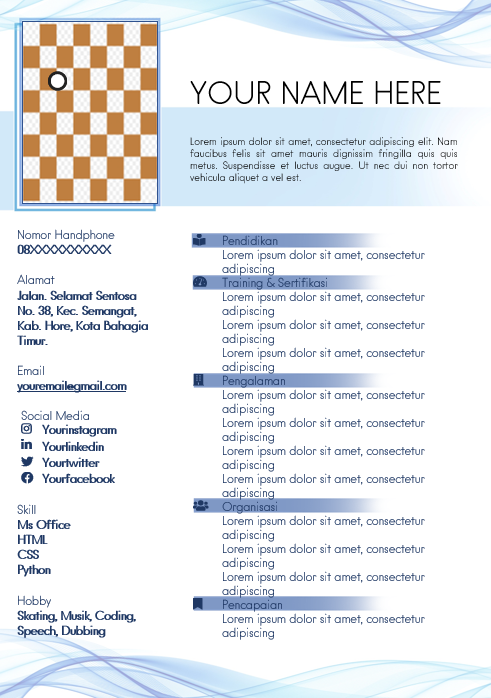 YOUR NAME HERE
Lorem ipsum dolor sit amet, consectetur adipiscing elit. Nam
faucibus felis sit amet mauris dignissim fringilla quis quis
metus. Suspendisse et luctus augue. Ut nec dui non tortor
vehicula aliquet a vel est.
Nomor Handphone
08XXXXXXXXXX
Alamat
Jalan. Selamat Sentosa
No. 38, Kec. Semangat,
Kab. Hore, Kota Bahagia
Timur.
Email
youremail@gmail.com
Social Media
Yourinstagram
Yourlinkedin
Yourtwitter
Yourfacebook
Skill
Ms Office
HTML
CSS
Python
Hobby
Skating, Musik, Coding,
Speech, Dubbing
Pendidikan
Lorem ipsum dolor sit amet, consectetur
adipiscing
Training & Sertifikasi
Lorem ipsum dolor sit amet, consectetur
adipiscing
Lorem ipsum dolor sit amet, consectetur
adipiscing
Lorem ipsum dolor sit amet, consectetur
adipiscing
Pengalaman
Lorem ipsum dolor sit amet, consectetur
adipiscing
Lorem ipsum dolor sit amet, consectetur
adipiscing
Lorem ipsum dolor sit amet, consectetur
adipiscing
Lorem ipsum dolor sit amet, consectetur
adipiscing
Organisasi
Lorem ipsum dolor sit amet, consectetur
adipiscing
Lorem ipsum dolor sit amet, consectetur
adipiscing
Lorem ipsum dolor sit amet, consectetur
adipiscing
Pencapaian
Lorem ipsum dolor sit amet, consectetur
adipiscing